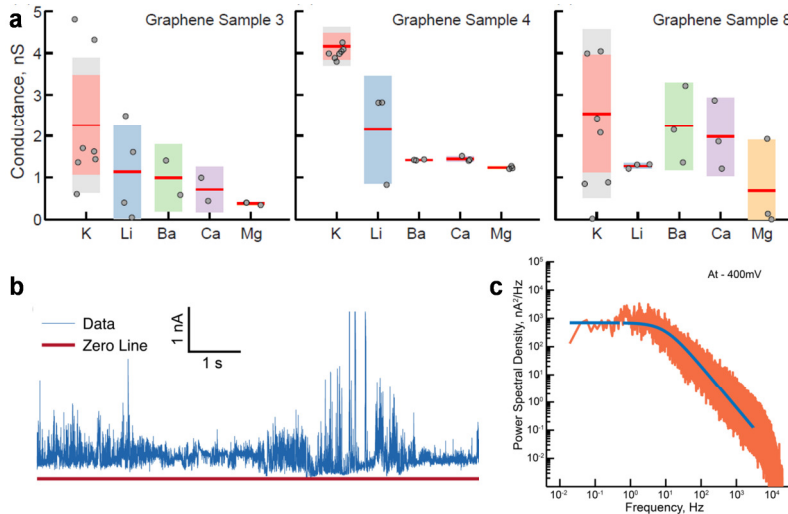 a
Graphene Sample 3
Graphene Sample 4
Graphene Sample 8
Conductance, nS
5
4
3
2
1
0
K Li Ba Ca Mg
K Li Ba Ca Mg
K Li Ba Ca Mg
b
Data
Zero Line
1 nA
1 s
c
At - 400mV
Power Spectral Density, nA²/Hz
10⁵
10⁴
10³
10²
10¹
10⁰
10⁻¹
10⁻²
10⁻³
10⁻² 10⁻¹ 10⁰ 10¹ 10² 10³ 10⁴
Frequency, Hz